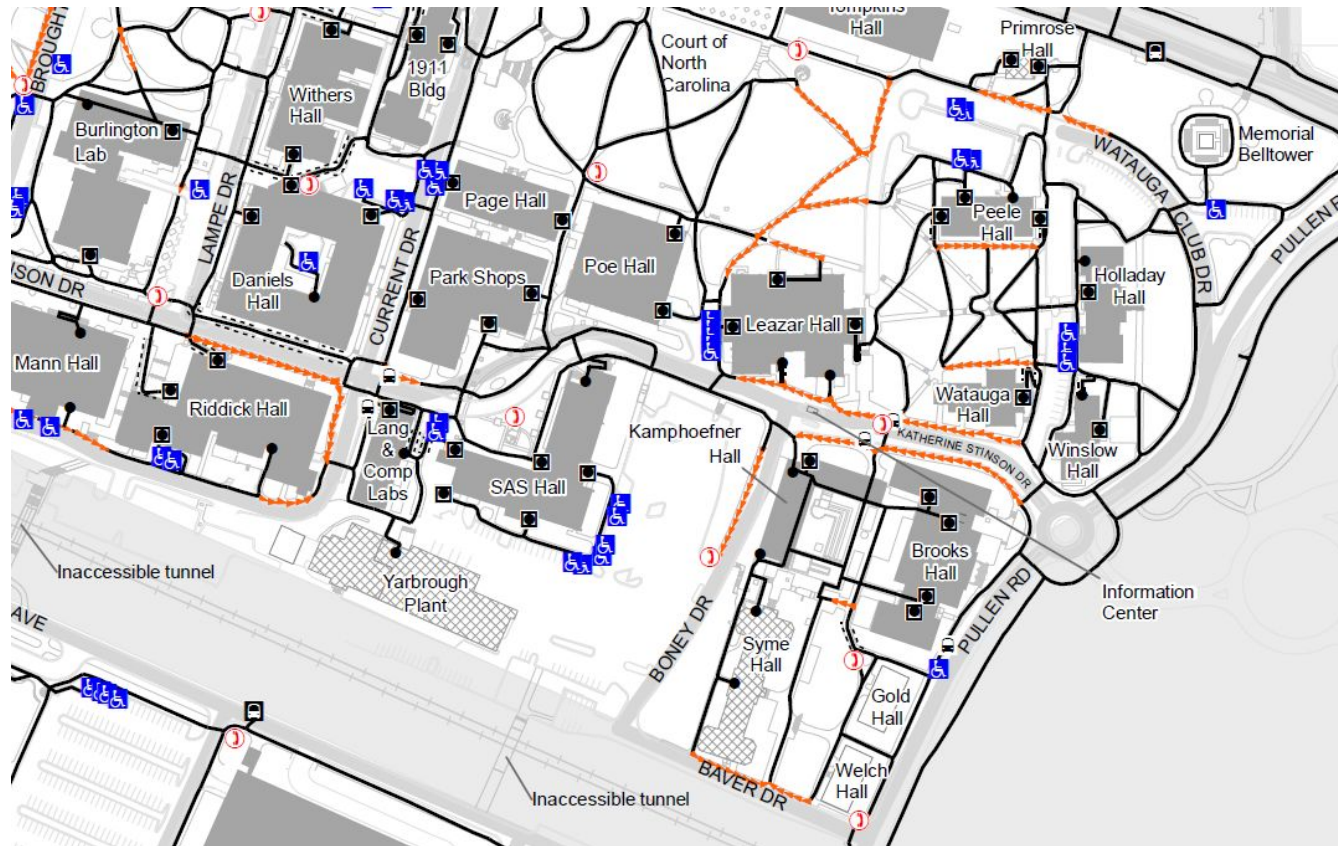 Tompkins
Hall
Primrose
Hall
BROUGHT
1911
Bldg
Court of
North
Carolina
Withers
Hall
Burlington
Lab
Memorial
Belltower
WATAUGA
CLUB DR
PULLEN R
LAMPE DR
Page Hall
Peele
Hall
Poe Hall
Holladay
Hall
Daniels
Hall
CURRENT DR
Park Shops
NSON DR
Leazar Hall
Mann Hall
Riddick Hall
Watauga
Hall
Lang.
&
Comp
Labs
Kamphoefner
Hall
KATHERINE STINSON DR
Winslow
Hall
SAS Hall
Brooks
Hall
Inaccessible tunnel
Yarbrough
Plant
Information
Center
AVE
PULLEN RD
BONEY DR
Syme
Hall
Gold
Hall
Welch
Hall
BAVER DR
Inaccessible tunnel